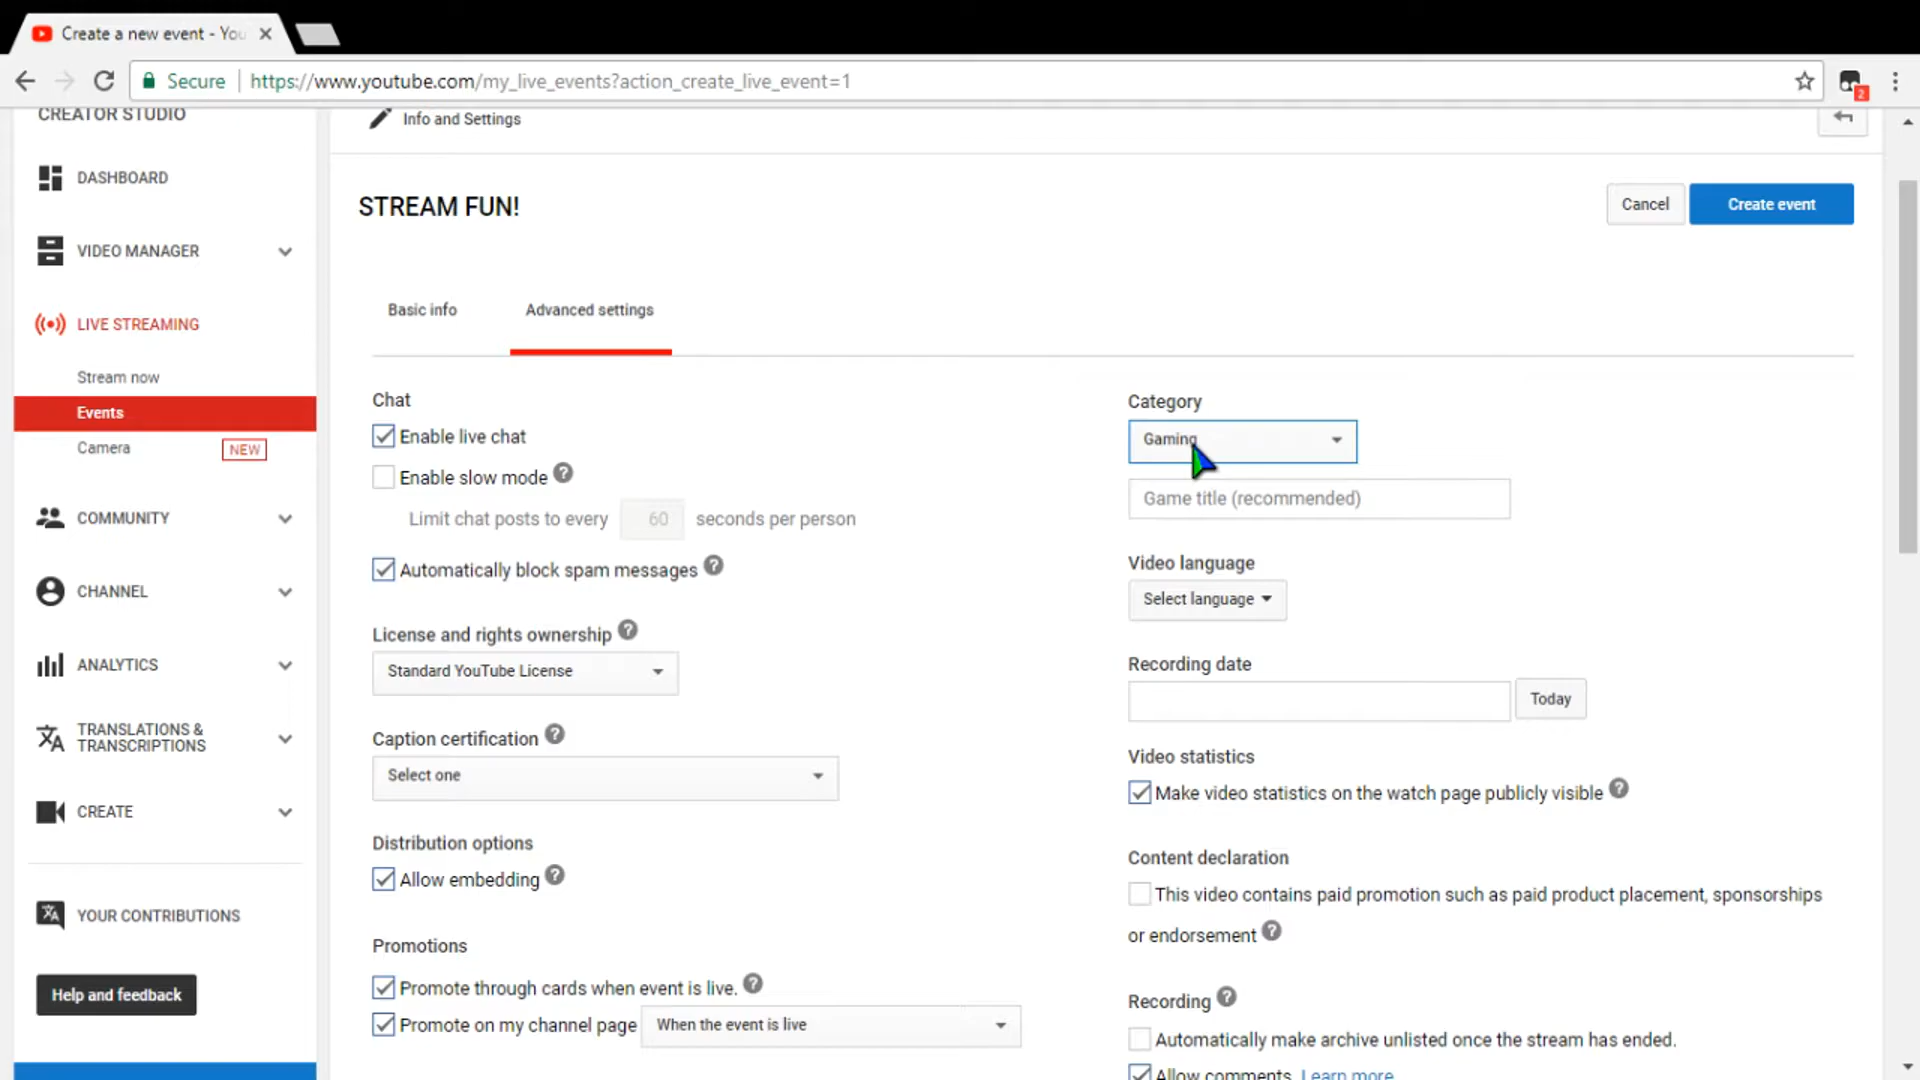 Create a new event - You
Secure https://www.youtube.com/my_live_events?action_create_live_event=1
2
CREATOR STUDIO
DASHBOARD
VIDEO MANAGER
LIVE STREAMING
Stream now
Events
Camera NEW
COMMUNITY
CHANNEL
ANALYTICS
TRANSLATIONS &
TRANSCRIPTIONS
CREATE
YOUR CONTRIBUTIONS
Help and feedback
Info and Settings
STREAM FUN!
Cancel Create event
Basic info Advanced settings
Chat
Enable live chat
Enable slow mode ?
Limit chat posts to every 60 seconds per person
Automatically block spam messages ?
License and rights ownership ?
Standard YouTube License
Caption certification ?
Select one
Distribution options
Allow embedding ?
Promotions
Promote through cards when event is live. ?
Promote on my channel page When the event is live
Category
Gaming
Game title (recommended)
Video language
Select language
Recording date
Today
Video statistics
Make video statistics on the watch page publicly visible ?
Content declaration
This video contains paid promotion such as paid product placement, sponsorships
or endorsement ?
Recording ?
Automatically make archive unlisted once the stream has ended.
Allow comments Learn more